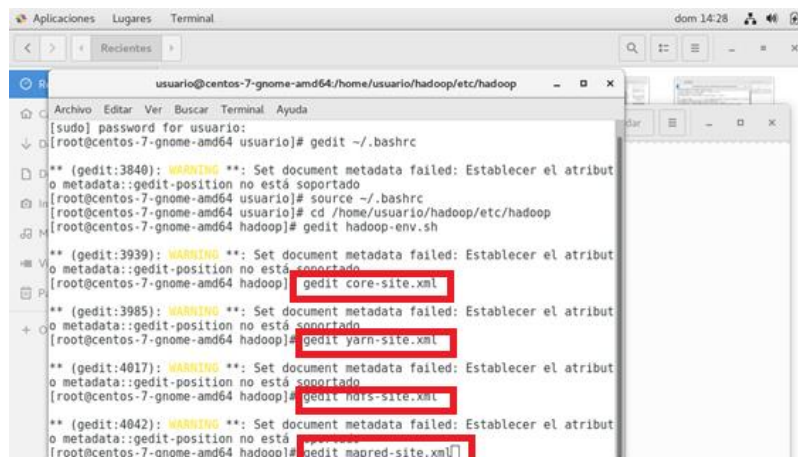 Aplicaciones Lugares Terminal dom 14:28
Recientes
usuario@centos-7-gnome-amd64:/home/usuario/hadoop/etc/hadoop
Archivo Editar Ver Buscar Terminal Ayuda
[sudo] password for usuario:
[root@centos-7-gnome-amd64 usuario]# gedit ~/.bashrc
** (gedit:3840): WARNING **: Set document metadata failed: Establecer el atribut
o metadata::gedit-position no está soportado
[root@centos-7-gnome-amd64 usuario]# source ~/.bashrc
[root@centos-7-gnome-amd64 usuario]# cd /home/usuario/hadoop/etc/hadoop
[root@centos-7-gnome-amd64 hadoop]# gedit hadoop-env.sh
** (gedit:3939): WARNING **: Set document metadata failed: Establecer el atribut
o metadata::gedit-position no está soportado
[root@centos-7-gnome-amd64 hadoop] gedit core-site.xml
** (gedit:3985): WARNING **: Set document metadata failed: Establecer el atribut
o metadata::gedit-position no está soportado
[root@centos-7-gnome-amd64 hadoop]# gedit yarn-site.xml
** (gedit:4017): WARNING **: Set document metadata failed: Establecer el atribut
o metadata::gedit-position no está soportado
[root@centos-7-gnome-amd64 hadoop]# gedit hdfs-site.xml
** (gedit:4042): WARNING **: Set document metadata failed: Establecer el atribut
o metadata::gedit-position no está
[root@centos-7-gnome-amd64 hadoop]# gedit mapred-site.xml